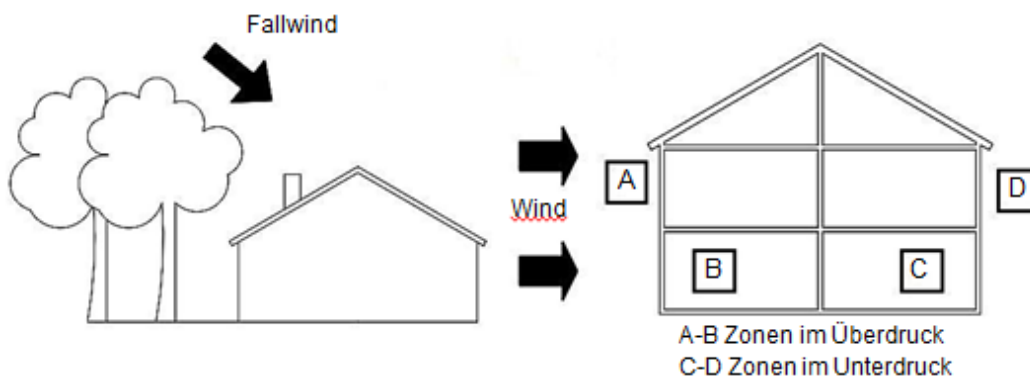 Fallwind
Wind
A
B
C
D
A-B Zonen im Überdruck
C-D Zonen im Unterdruck